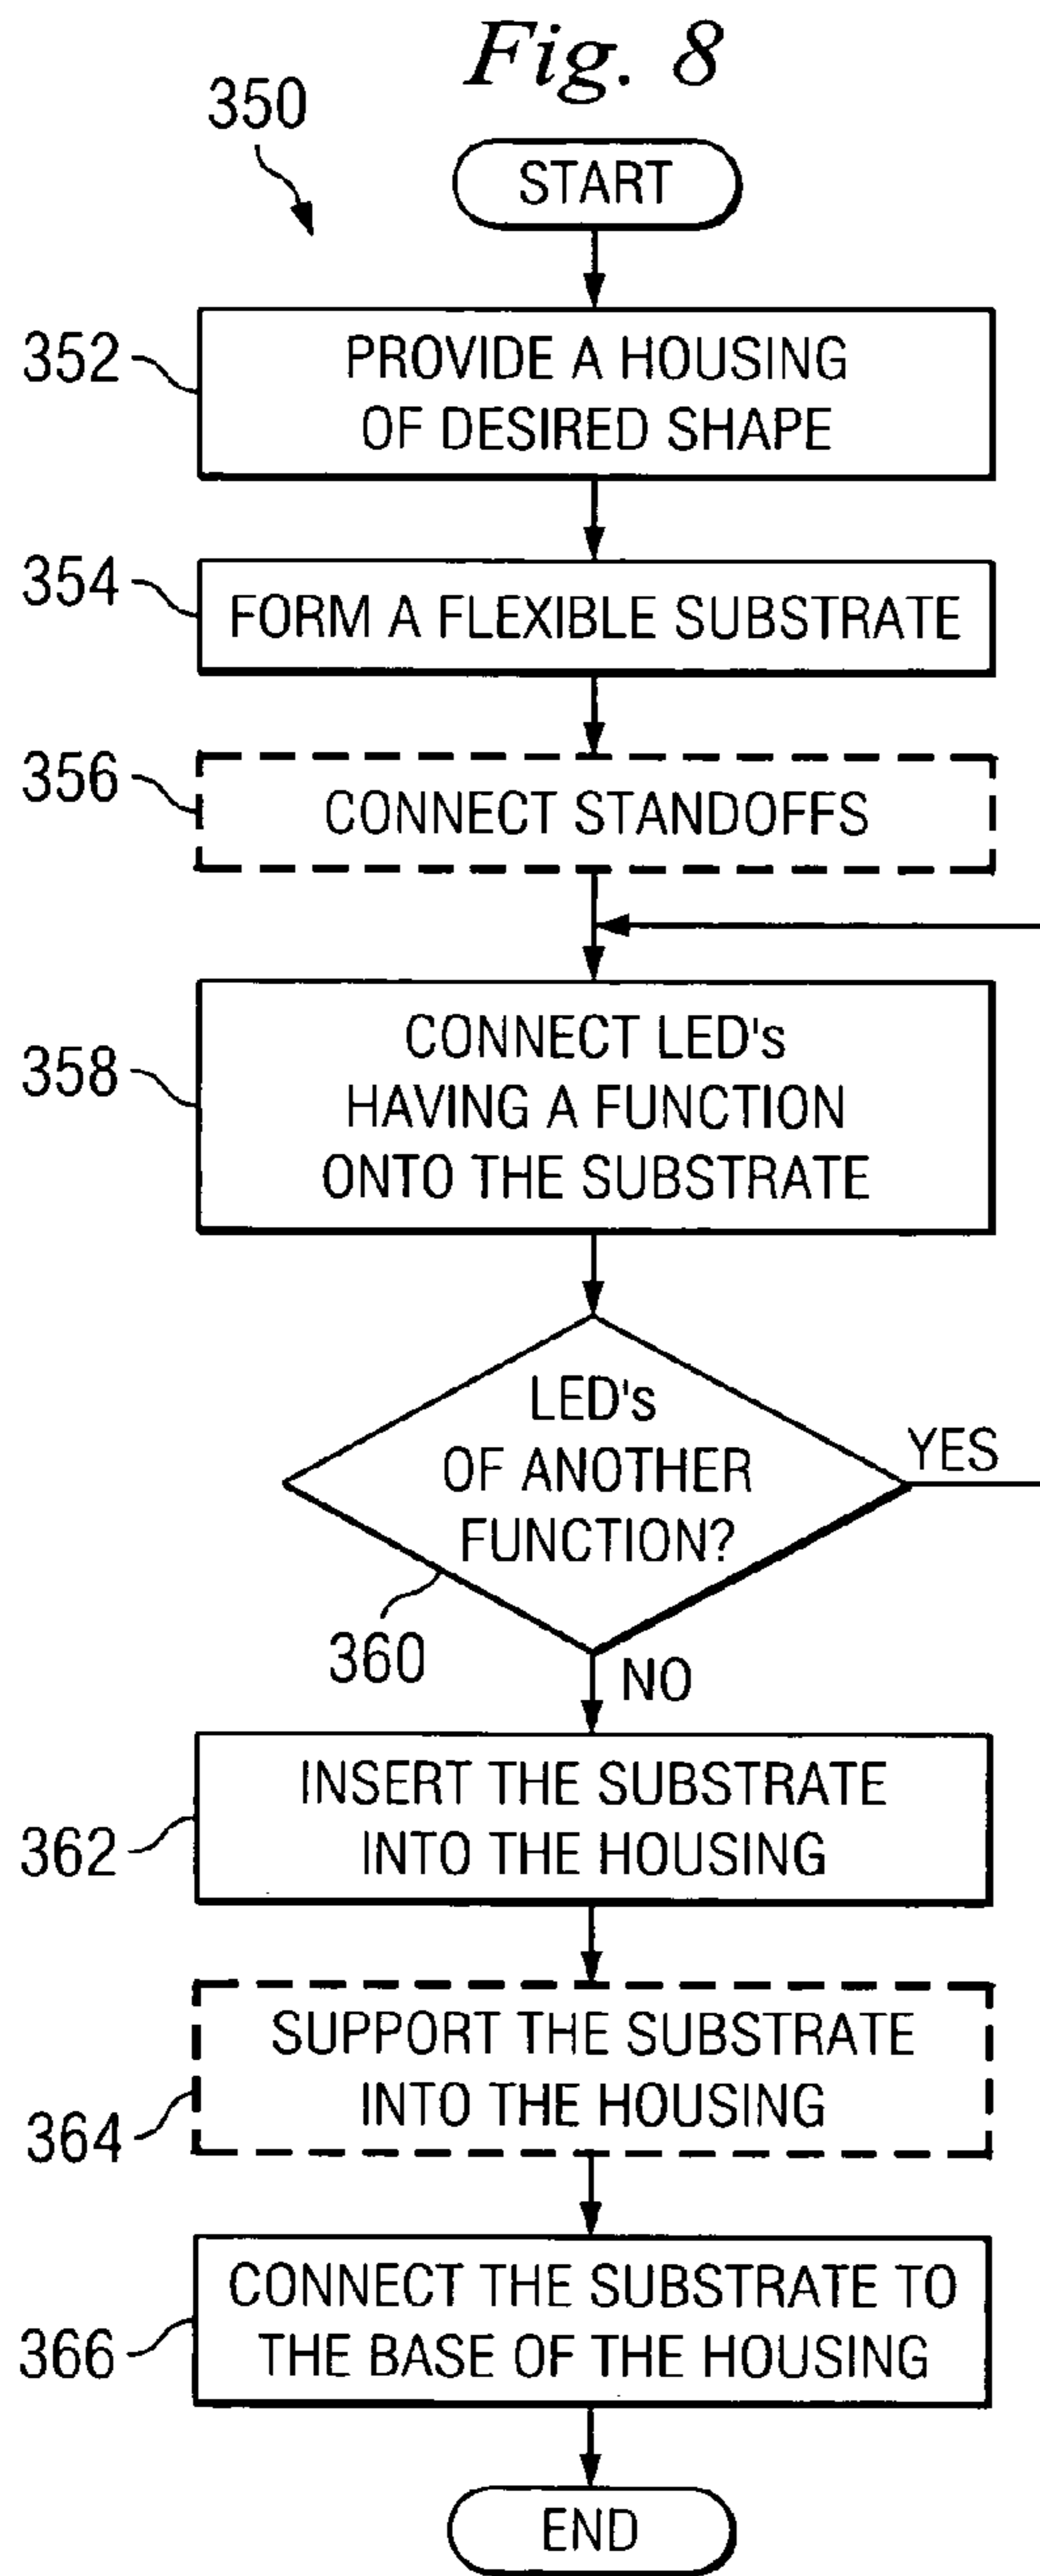 Fig. 8
350
START
352
PROVIDE A HOUSING
OF DESIRED SHAPE
354
FORM A FLEXIBLE SUBSTRATE
356
CONNECT STANDOFFS
358
CONNECT LED's
HAVING A FUNCTION
ONTO THE SUBSTRATE
LED's
OF ANOTHER
FUNCTION?
YES
360
NO
362
INSERT THE SUBSTRATE
INTO THE HOUSING
364
SUPPORT THE SUBSTRATE
INTO THE HOUSING
366
CONNECT THE SUBSTRATE TO
THE BASE OF THE HOUSING
END